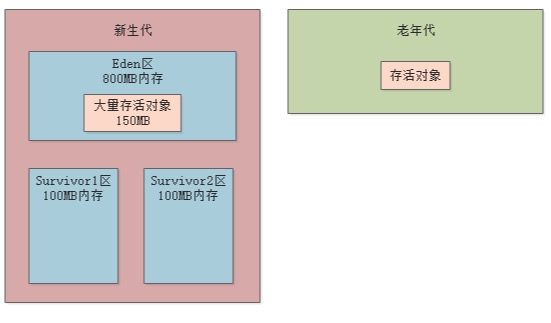 新生代
Eden区
800MB内存
大量存活对象
150MB
Survivor1区
100MB内存
Survivor2区
100MB内存
老年代
存活对象